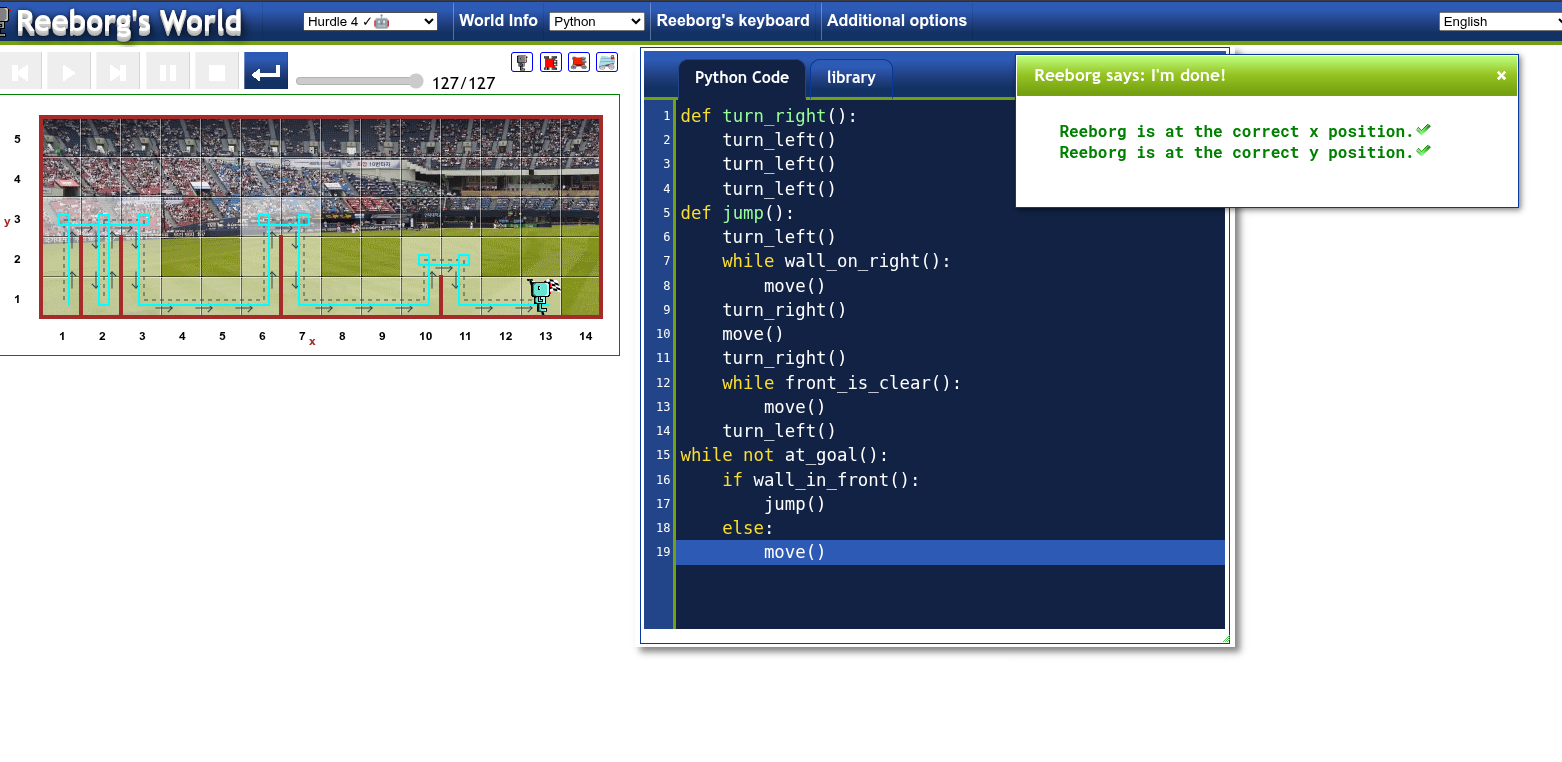 Reeborg's World
Hurdle 4 ✓🤖
World Info
Python
Reeborg's keyboard
Additional options
English
127/127
5
4
y 3
2
1
1 2 3 4 5 6 7 x 8 9 10 11 12 13 14
Python Code
library
1 def turn_right():
2     turn_left()
3     turn_left()
4     turn_left()
5 def jump():
6     turn_left()
7     while wall_on_right():
8         move()
9     turn_right()
10     move()
11     turn_right()
12     while front_is_clear():
13         move()
14     turn_left()
15 while not at_goal():
16     if wall_in_front():
17         jump()
18     else:
19         move()
Reeborg says: I'm done!
×
Reeborg is at the correct x position.✔
Reeborg is at the correct y position.✔